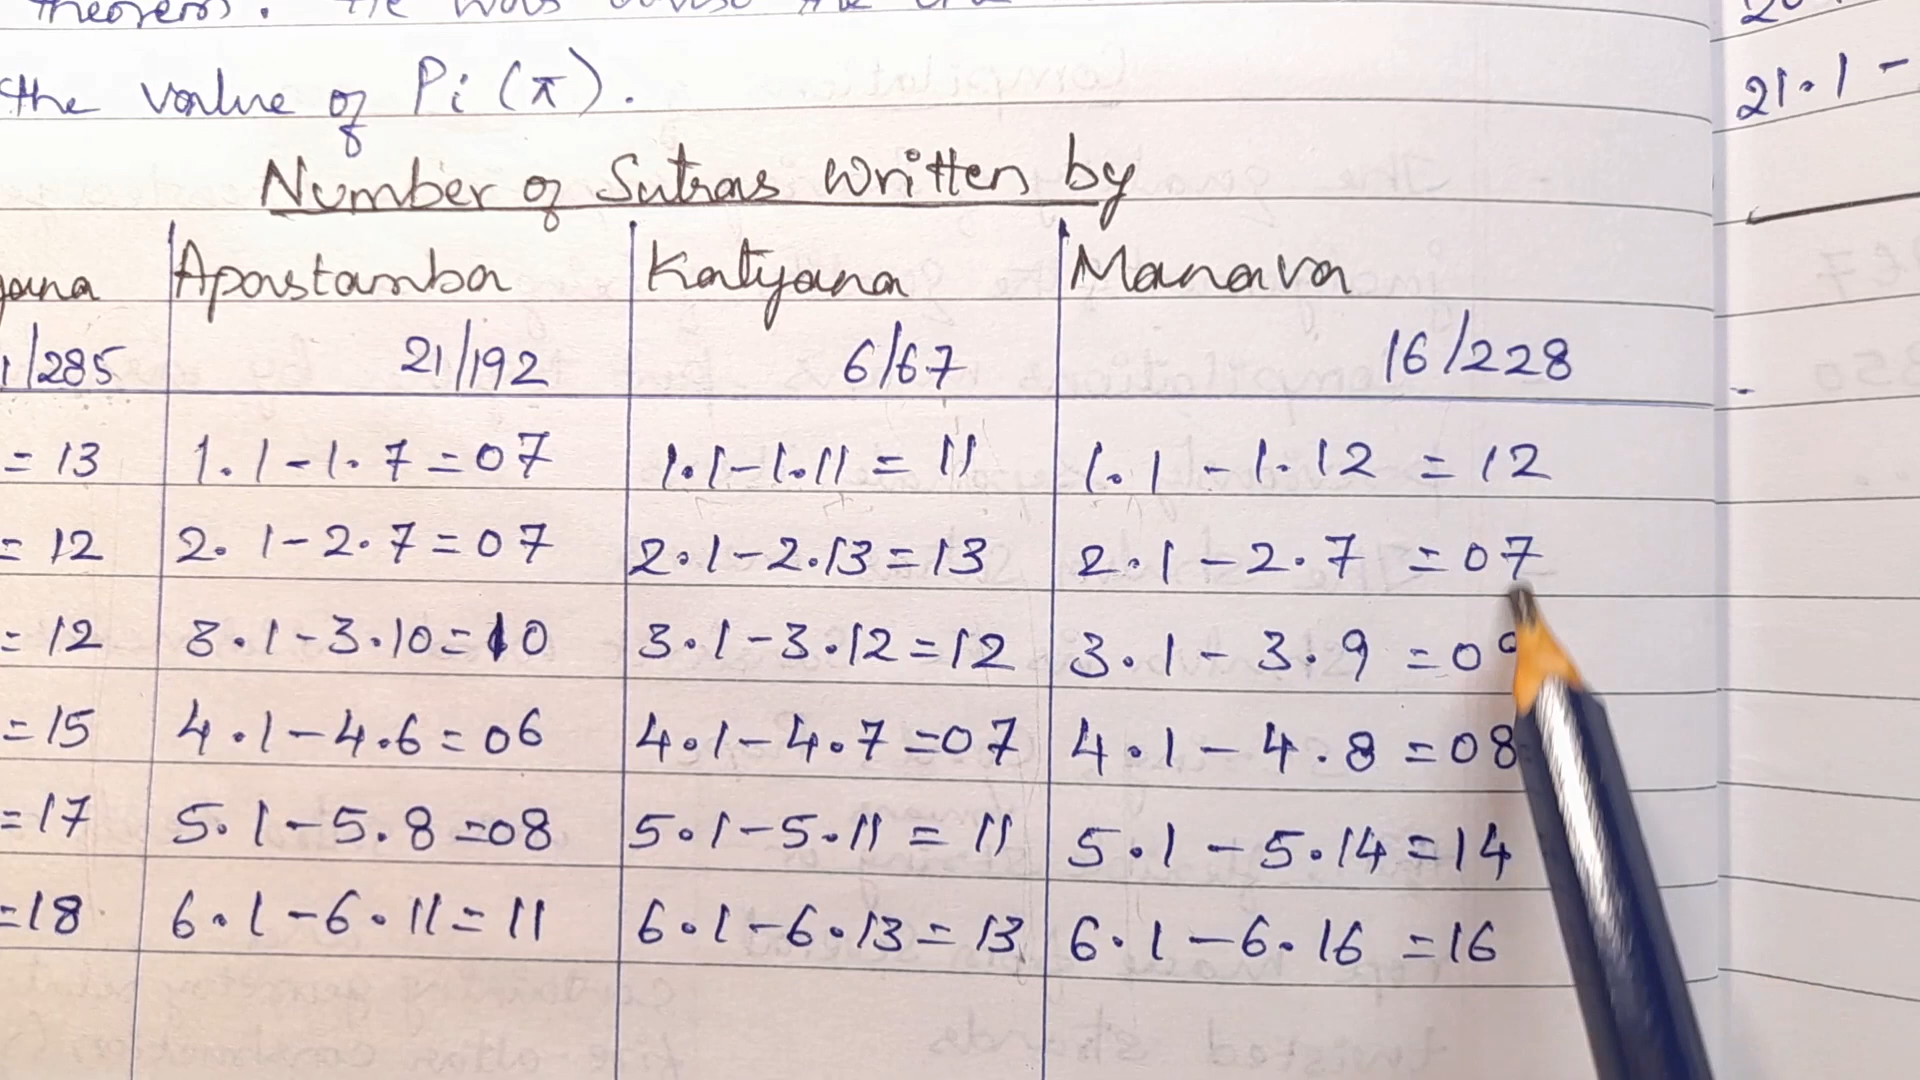 the value of Pi (π).
21.1 -
Number of Sutras written by
Apastamba Katyana Manava
/285 21/192 6/67 16/228
= 13 1.1-1.7=07 1.1-1.11=11 1.1-1.12=12
= 12 2.1-2.7=07 2.1-2.13=13 2.1-2.7=07
= 12 3.1-3.10=10 3.1-3.12=12 3.1-3.9=09
= 15 4.1-4.6=06 4.1-4.7=07 4.1-4.8=08
= 17 5.1-5.8=08 5.1-5.11=11 5.1-5.14=14
= 18 6.1-6.11=11 6.1-6.13=13 6.1-6.16=16